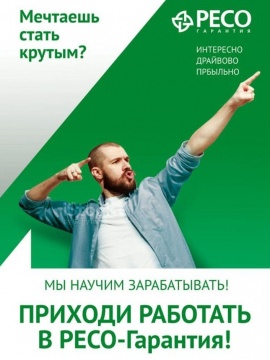 Мечтаешь
стать
крутым?
РЕСО
ГАРАНТИЯ
ИНТЕРЕСНО
ДРАЙВОВО
ПРБЫЛЬНО
МЫ НАУЧИМ ЗАРАБАТЫВАТЬ!
ПРИХОДИ РАБОТАТЬ
В РЕСО-Гарантия!